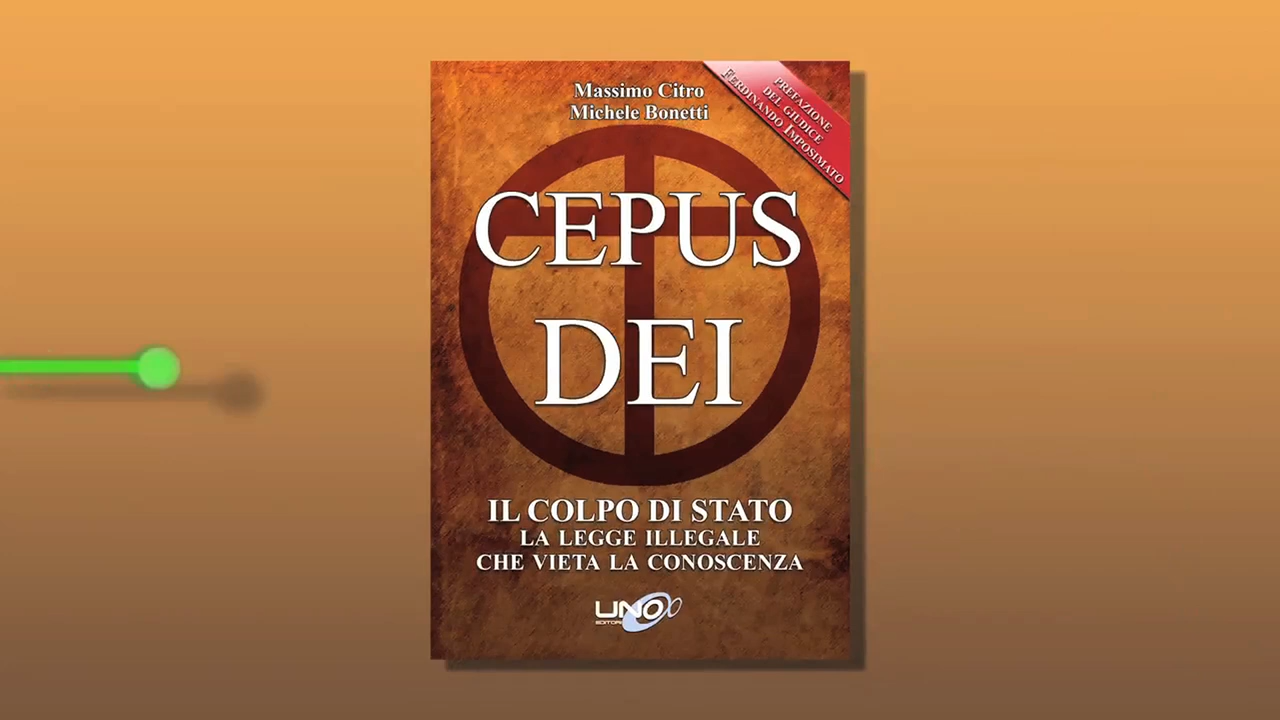 Massimo Citro
Michele Bonetti
PREFAZIONE
DEL GIUDICE
FERDINANDO IMPOSIMATO
CEPUS
DEI
IL COLPO DI STATO
LA LEGGE ILLEGALE
CHE VIETA LA CONOSCENZA
UNO
EDITORI